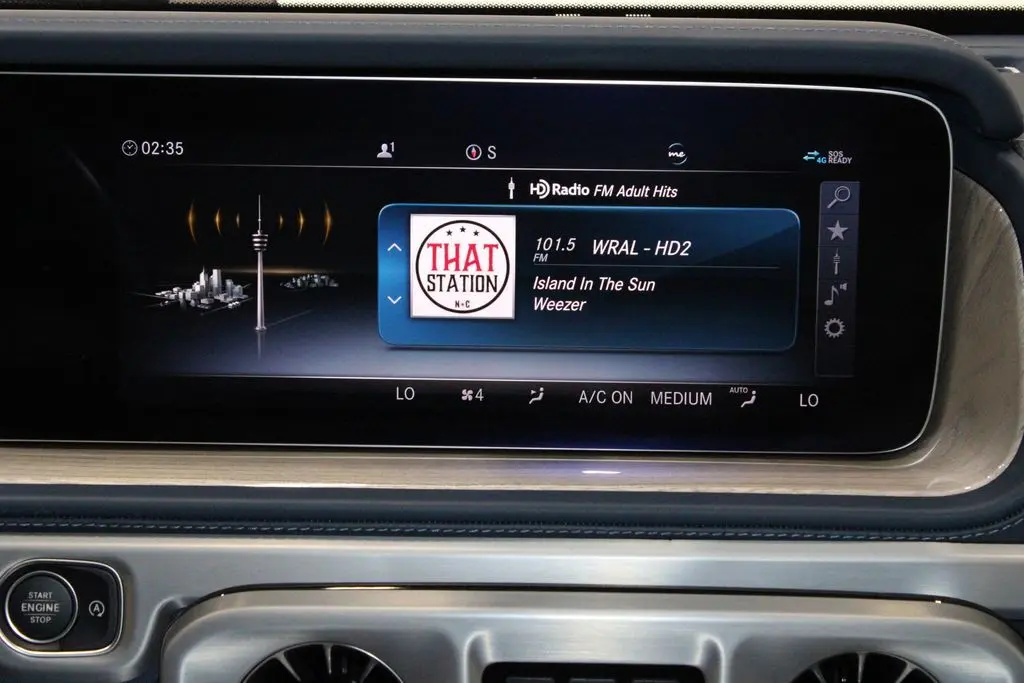 02:35
1
S
me
4G
SOS
READY
HD Radio FM Adult Hits
THAT
STATION
N C
101.5
FM
WRAL - HD2
Island In The Sun
Weezer
LO
4
A/C ON
MEDIUM
AUTO
LO
START
ENGINE
STOP
A